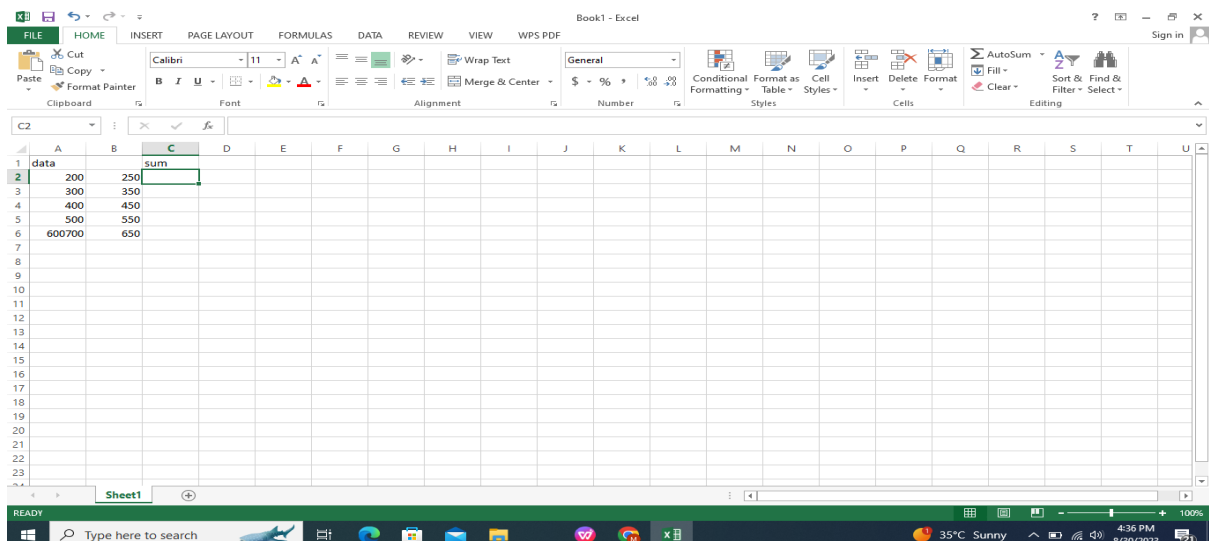 Book1 - Excel
FILE HOME INSERT PAGE LAYOUT FORMULAS DATA REVIEW VIEW WPS PDF Sign in
Cut Calibri 11 Wrap Text General AutoSum
Copy Fill
Paste Format Painter B I U A Merge & Center $ % , Conditional Formatting Format as Table Cell Styles Insert Delete Format Clear Sort & Filter Find & Select
Clipboard Font Alignment Number Styles Cells Editing
C2 fx
A B C D E F G H I J K L M N O P Q R S T U
1 data sum
2 200 250
3 300 350
4 400 450
5 500 550
6 600700 650
7
8
9
10
11
12
13
14
15
16
17
18
19
20
21
22
23
Sheet1
READY 100%
Type here to search 35°C Sunny 4:36 PM
8/30/2023